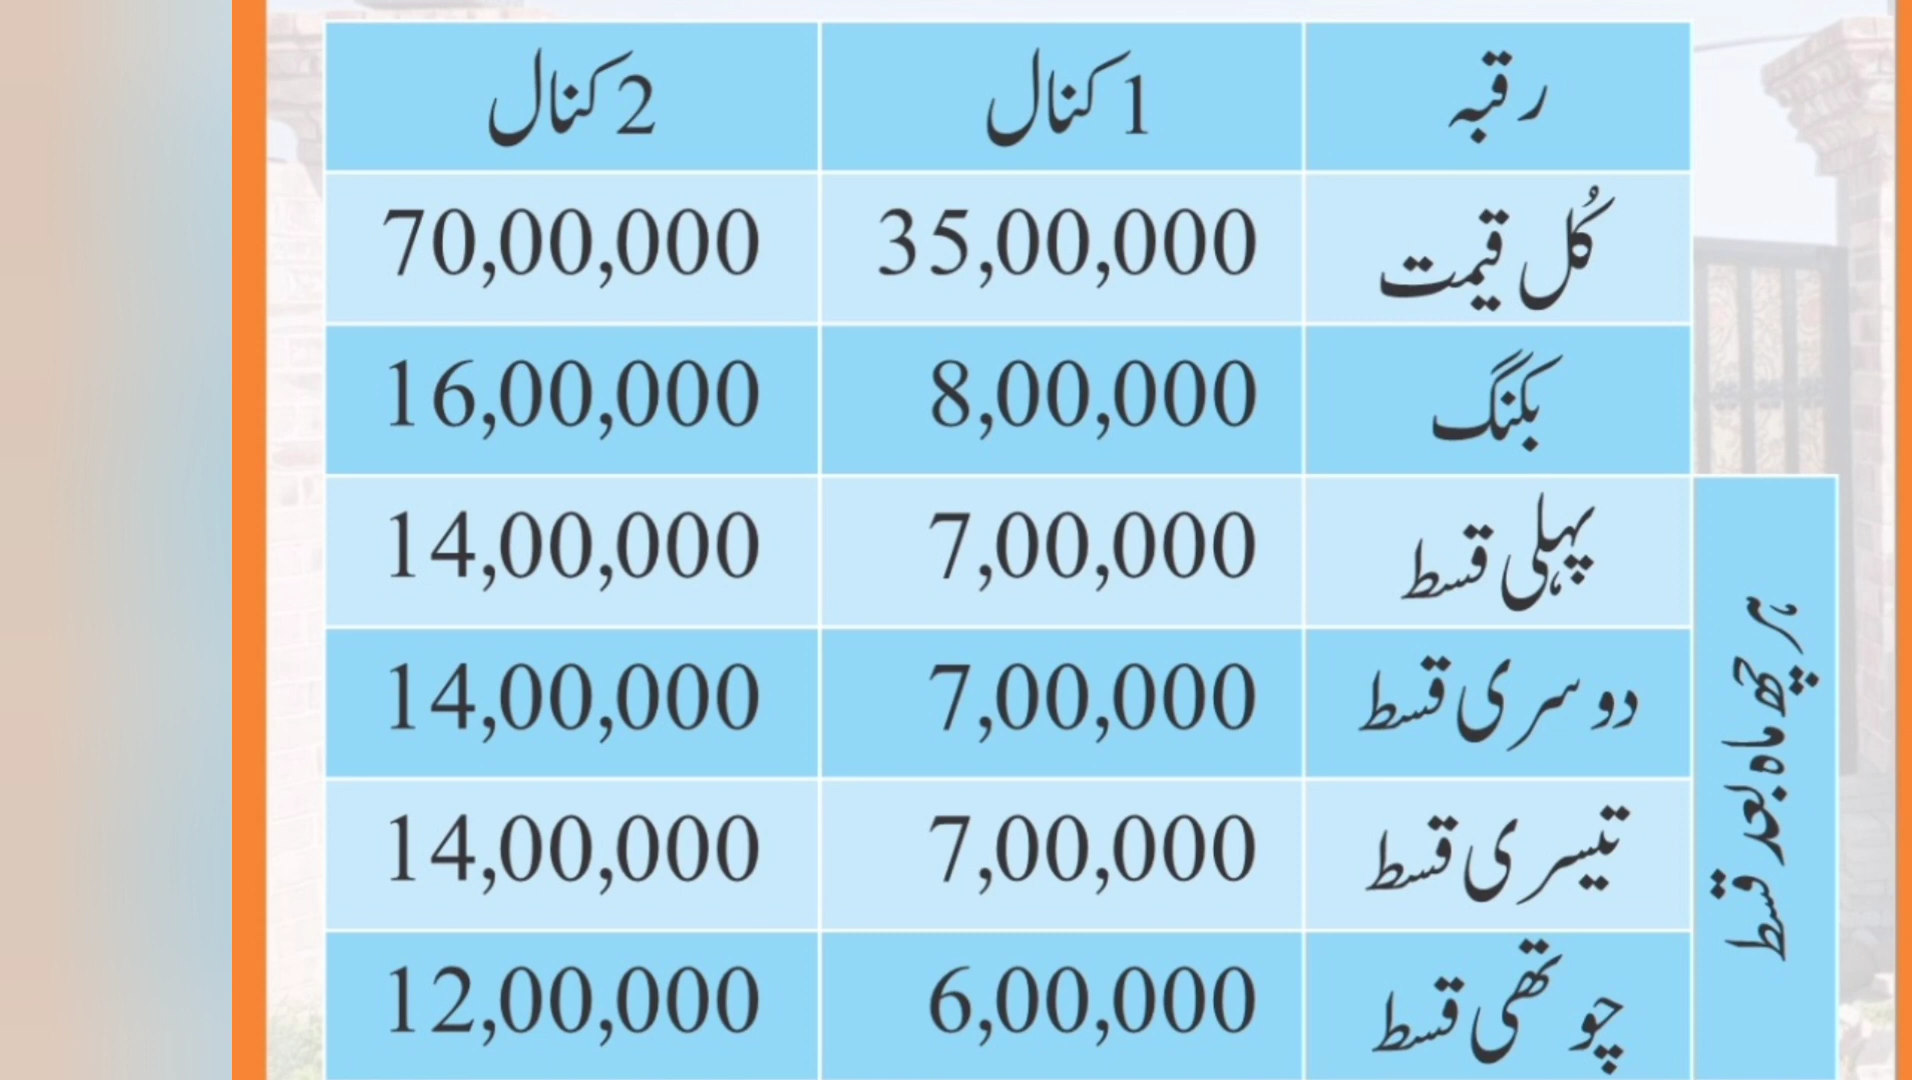 رقبہ 1 کنال 2 کنال
کُل قیمت 35,00,000 70,00,000
بکنگ 8,00,000 16,00,000
پہلی قسط 7,00,000 14,00,000
دوسری قسط 7,00,000 14,00,000
تیسری قسط 7,00,000 14,00,000
چوتھی قسط 6,00,000 12,00,000
ہر چھ ماہ بعد قسط